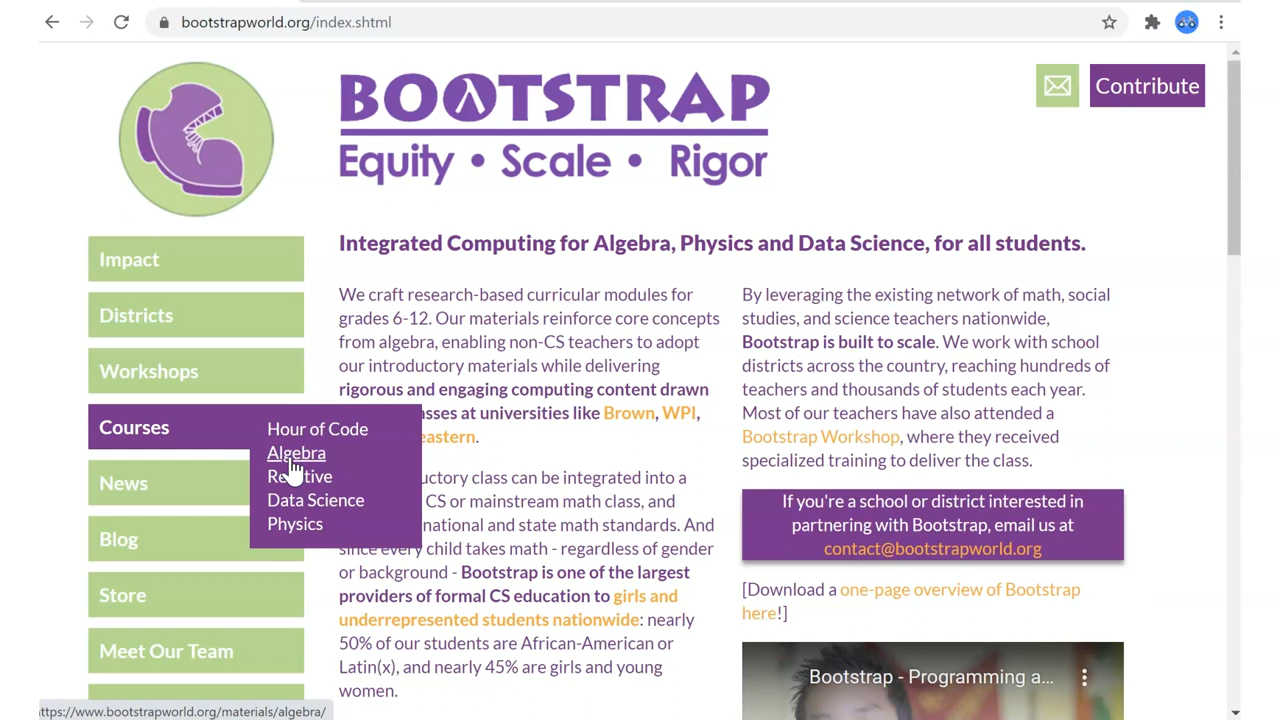 bootstrapworld.org/index.shtml
BOOTSTRAP
Equity • Scale • Rigor
Contribute
Impact
Districts
Workshops
Courses
Hour of Code
Algebra
Data Science
Physics
News
Blog
Store
Meet Our Team
Integrated Computing for Algebra, Physics and Data Science, for all students.
We craft research-based curricular modules for
grades 6-12. Our materials reinforce core concepts
from algebra, enabling non-CS teachers to adopt
our introductory materials while delivering
rigorous and engaging computing content drawn
asses at universities like Brown, WPI,
eastern.
uctory class can be integrated into a
CS or mainstream math class, and
national and state math standards. And
since every child takes math - regardless of gender
or background - Bootstrap is one of the largest
providers of formal CS education to girls and
underrepresented students nationwide: nearly
50% of our students are African-American or
Latin(x), and nearly 45% are girls and young
women.
By leveraging the existing network of math, social
studies, and science teachers nationwide,
Bootstrap is built to scale. We work with school
districts across the country, reaching hundreds of
teachers and thousands of students each year.
Most of our teachers have also attended a
Bootstrap Workshop, where they received
specialized training to deliver the class.
If you're a school or district interested in
partnering with Bootstrap, email us at
contact@bootstrapworld.org
[Download a one-page overview of Bootstrap
here!]
Bootstrap - Programming a...
ttps://www.bootstrapworld.org/materials/algebra/